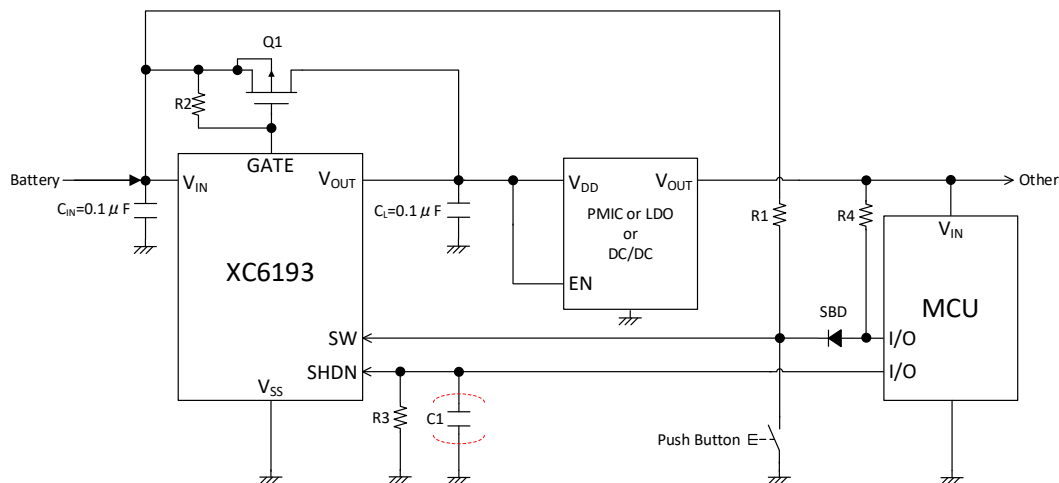 Q1
R2
Battery
GATE
V_IN
V_OUT
C_IN=0.1μF
C_L=0.1μF
XC6193
SW
SHDN
V_SS
V_DD
V_OUT
PMIC or LDO
or
DC/DC
EN
R1
R4
Other
V_IN
MCU
SBD
I/O
I/O
R3
C1
Push Button